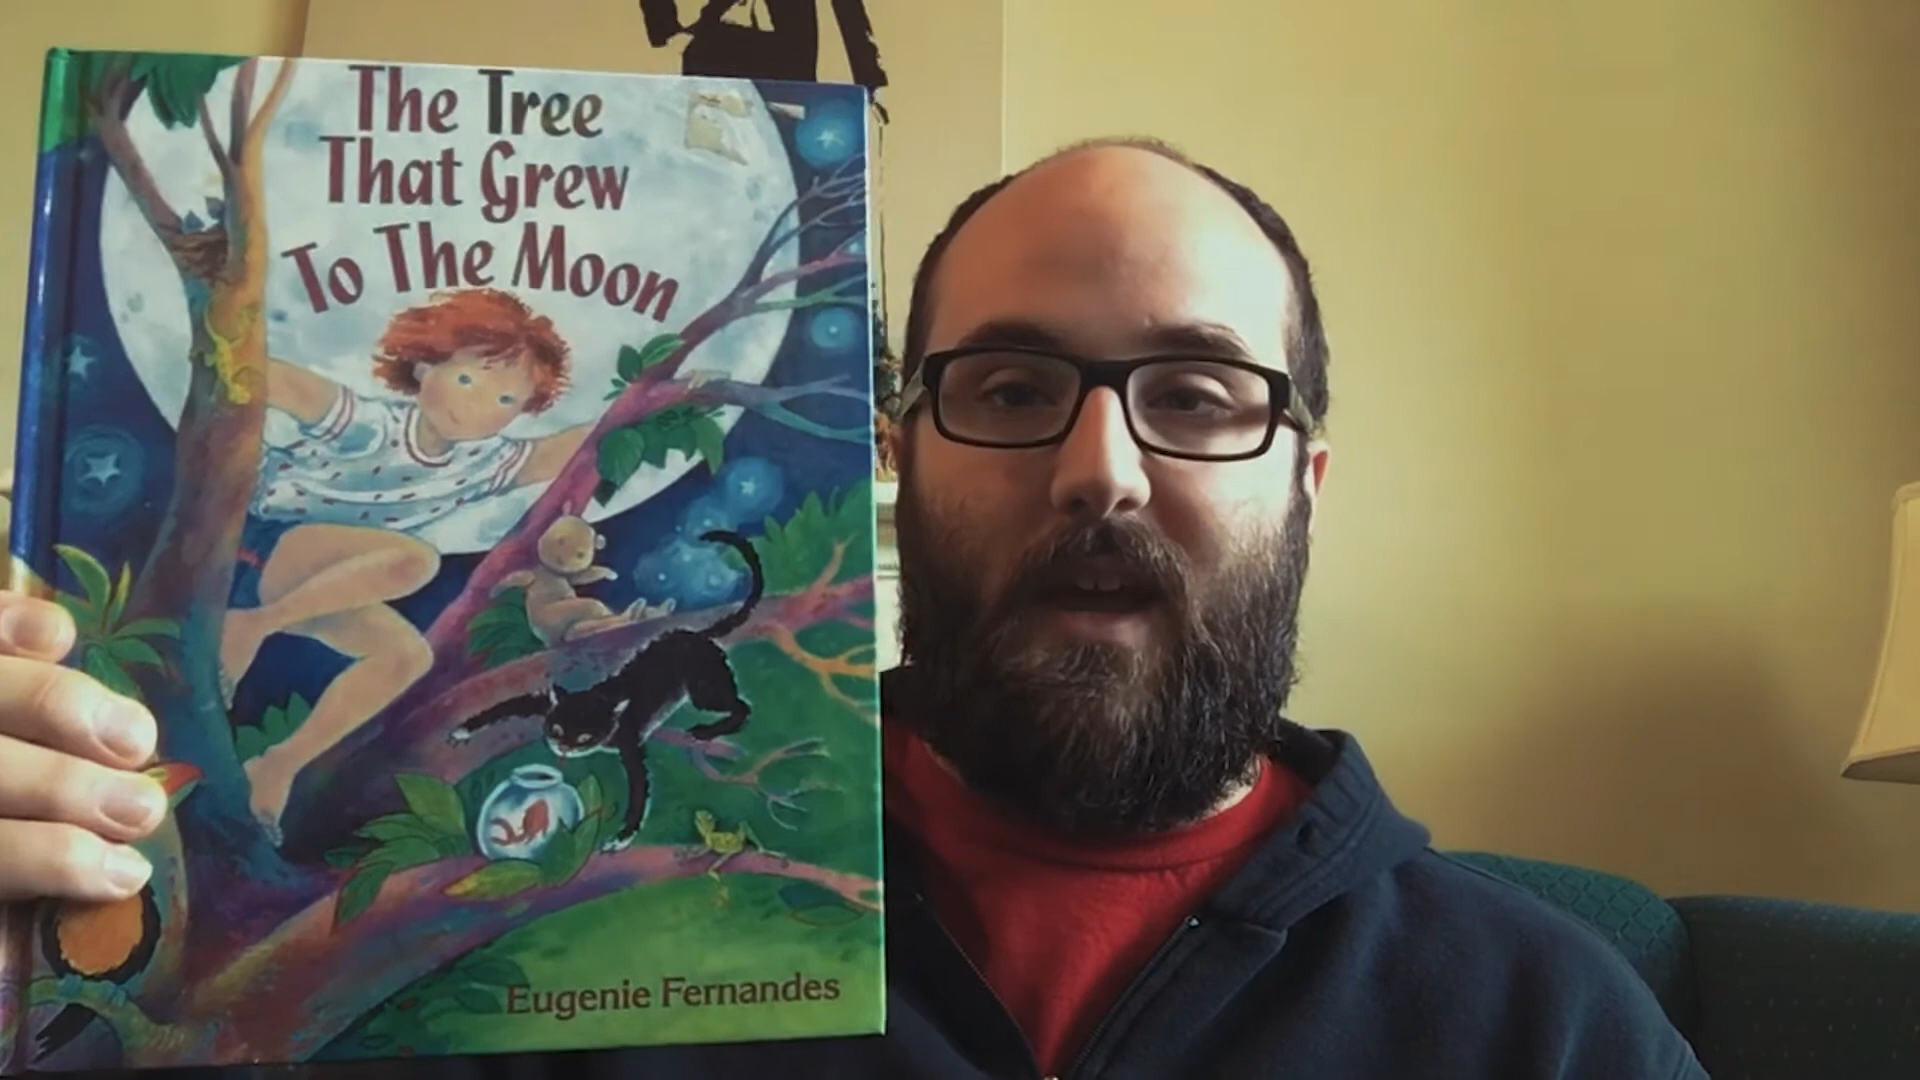 The Tree
That Grew
To The Moon
Eugenie Fernandes